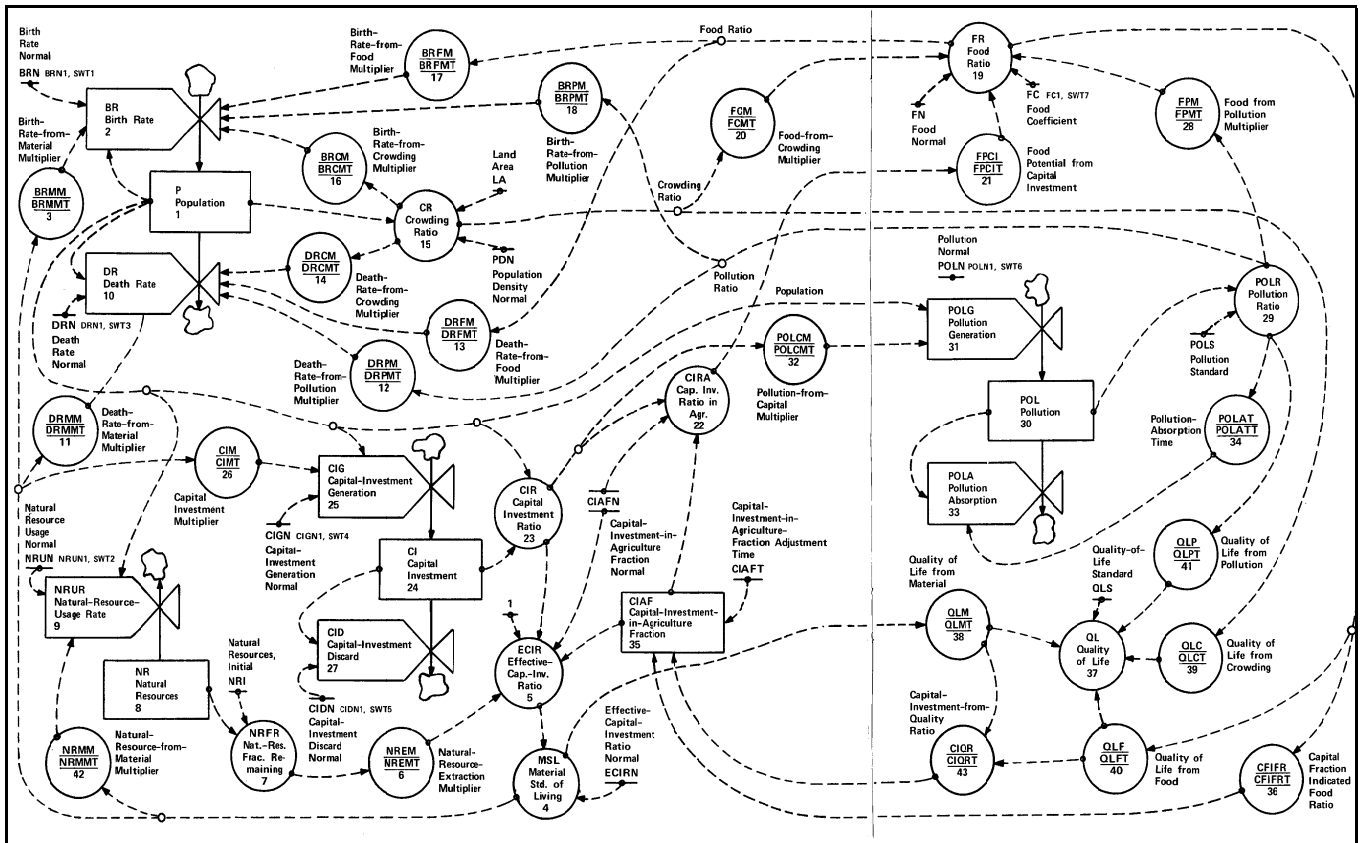 Birth
Rate
Normal
BRN BRN1, SWT1
BR
Birth Rate
2
Birth-
Rate-from-
Material
Multiplier
BRMM
BRMMT
3
P
Population
1
DR
Death Rate
10
DRN DRN1, SWT3
Death
Rate
Normal
Birth-
Rate-from-
Food
Multiplier
BRFM
BRFMT
17
BRPM
BRPMT
18
Birth-
Rate-from-
Pollution
Multiplier
BRCM
BRCMT
16
Birth-
Rate-from-
Crowding
Multiplier
Land
Area
LA
CR
Crowding
Ratio
15
PDN
Population
Density
Normal
DRCM
DRCMT
14
Death-
Rate-from-
Crowding
Multiplier
DRFM
DRFMT
13
Death-
Rate-from-
Food
Multiplier
DRPM
DRPMT
12
Death-
Rate-from-
Pollution
Multiplier
DRMM
DRMMT
11
Death-
Rate-from-
Material
Multiplier
Food Ratio
FCM
FCMT
20
Food-from-
Crowding
Multiplier
Crowding
Ratio
Pollution
Ratio
Population
FR
Food
Ratio
19
FN
Food
Normal
FC FC1, SWT7
Food
Coefficient
FPCI
FPCIT
21
Food
Potential from
Capital
Investment
FPM
FPMT
28
Food from
Pollution
Multiplier
Pollution
Normal
POLN POLN1, SWT6
POLG
Pollution
Generation
31
POLR
Pollution
Ratio
29
POLS
Pollution
Standard
POL
Pollution
30
POLA
Pollution
Absorption
33
Pollution-
Absorption
Time
POLAT
POLATT
34
POLCM
POLCMT
32
Pollution-from-
Capital
Multiplier
CIRA
Cap. Inv.
Ratio in
Agr.
22
CIM
CIMT
26
Capital
Investment
Multiplier
CIG
Capital-Investment
Generation
25
CIGN CIGN1, SWT4
Capital-
Investment
Generation
Normal
CI
Capital
Investment
24
CID
Capital-Investment
Discard
27
CIDN CIDN1, SWT5
Capital-
Investment
Discard
Normal
CIR
Capital
Investment
Ratio
23
CIAFN
Capital-
Investment-in-
Agriculture
Fraction
Normal
Capital-
Investment-in-
Agriculture-
Fraction Adjustment
Time
CIAFT
CIAF
Capital-Investment-
in-Agriculture
Fraction
35
1
ECIR
Effective-
Cap.-Inv.
Ratio
5
Effective-
Capital-
Investment
Ratio
Normal
ECIRN
MSL
Material
Std. of
Living
4
Natural
Resource
Usage
Normal
NRUN NRUN1, SWT2
NRUR
Natural-Resource-
Usage Rate
9
NR
Natural
Resources
8
Natural
Resources,
Initial
NRI
NRFR
Nat.-Res.
Frac. Re-
maining
7
NREM
NREMT
6
Natural-
Resource-
Extraction
Multiplier
NRMM
NRMMT
42
Natural-
Resource-from-
Material
Multiplier
Quality of
Life from
Material
QLM
QLMT
38
Quality-of-
Life
Standard
QLS
QL
Quality
of Life
37
QLP
QLPT
41
Quality of
Life from
Pollution
QLC
QLCT
39
Quality of
Life from
Crowding
QLF
QLFT
40
Quality of
Life from
Food
Capital-
Investment-from-
Quality
Ratio
CIQR
CIQRT
43
CFIFR
CFIFRT
36
Capital
Fraction
Indicated
Food
Ratio